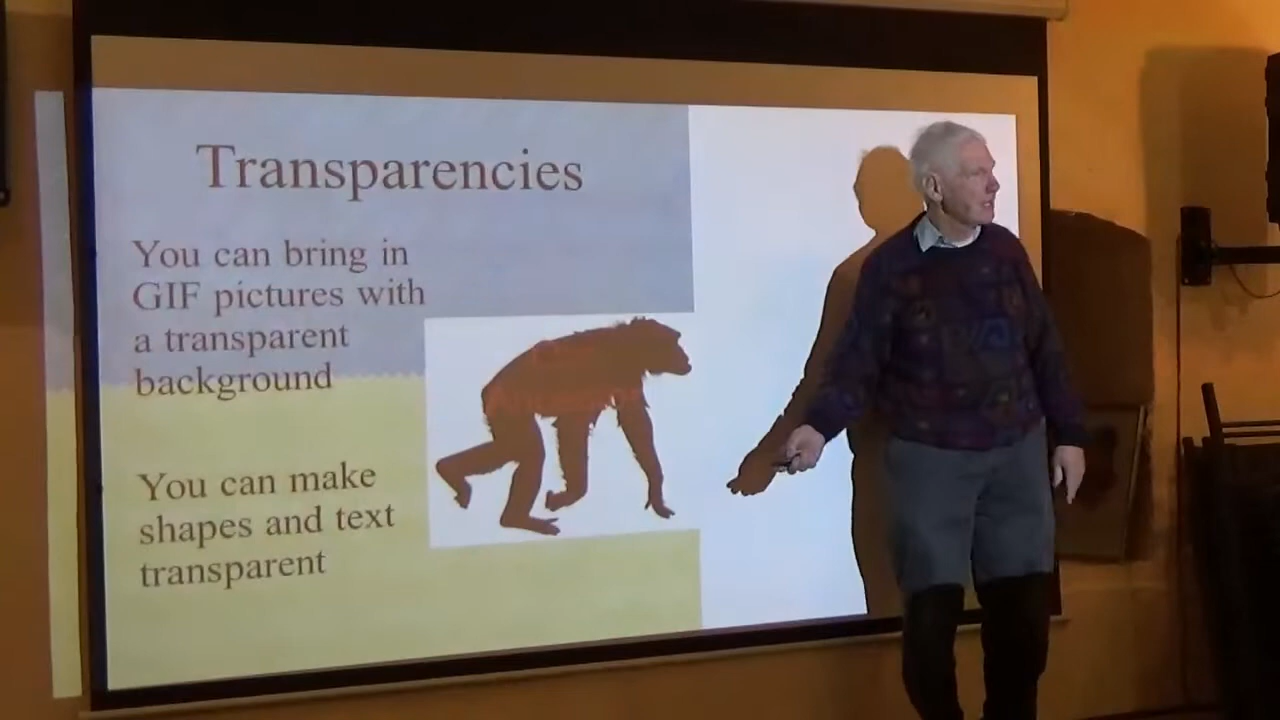 Transparencies
You can bring in
GIF pictures with
a transparent
background
You can make
shapes and text
transparent